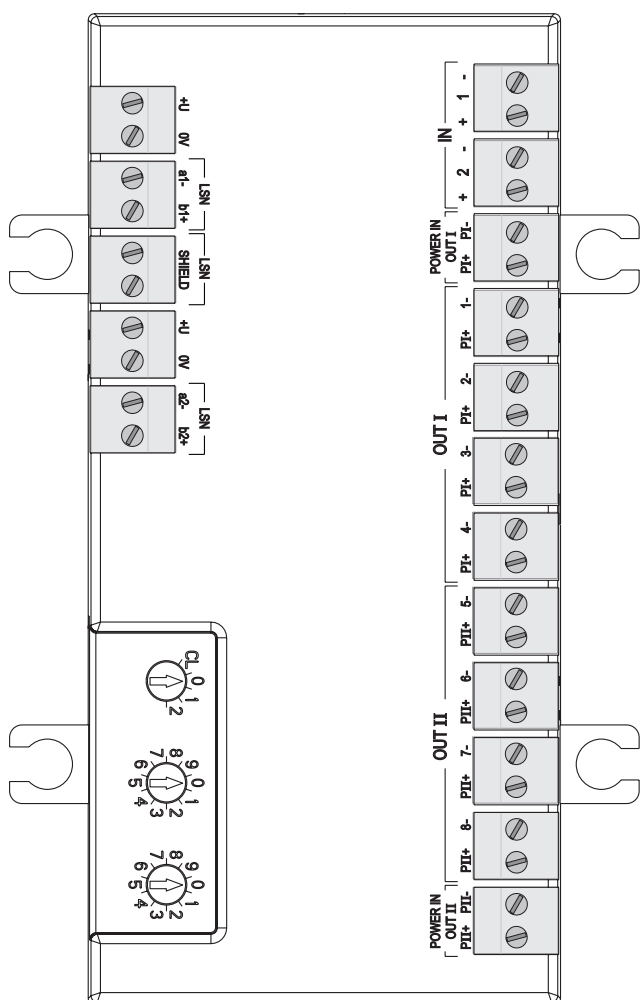 +U
0V
a1-
b1+
LSN
SHIELD
LSN
+U
0V
a2-
b2+
LSN
IN
- 1 +
- 2 +
POWER IN
OUT I
PI-
PI+
OUT I
1-
PI+
2-
PI+
3-
PI+
4-
PI+
OUT II
5-
PII+
6-
PII+
7-
PII+
8-
PII+
POWER IN
OUT II
PII-
PII+
CL 0 1 2
0 1 2 3 4 5 6 7 8 9
0 1 2 3 4 5 6 7 8 9